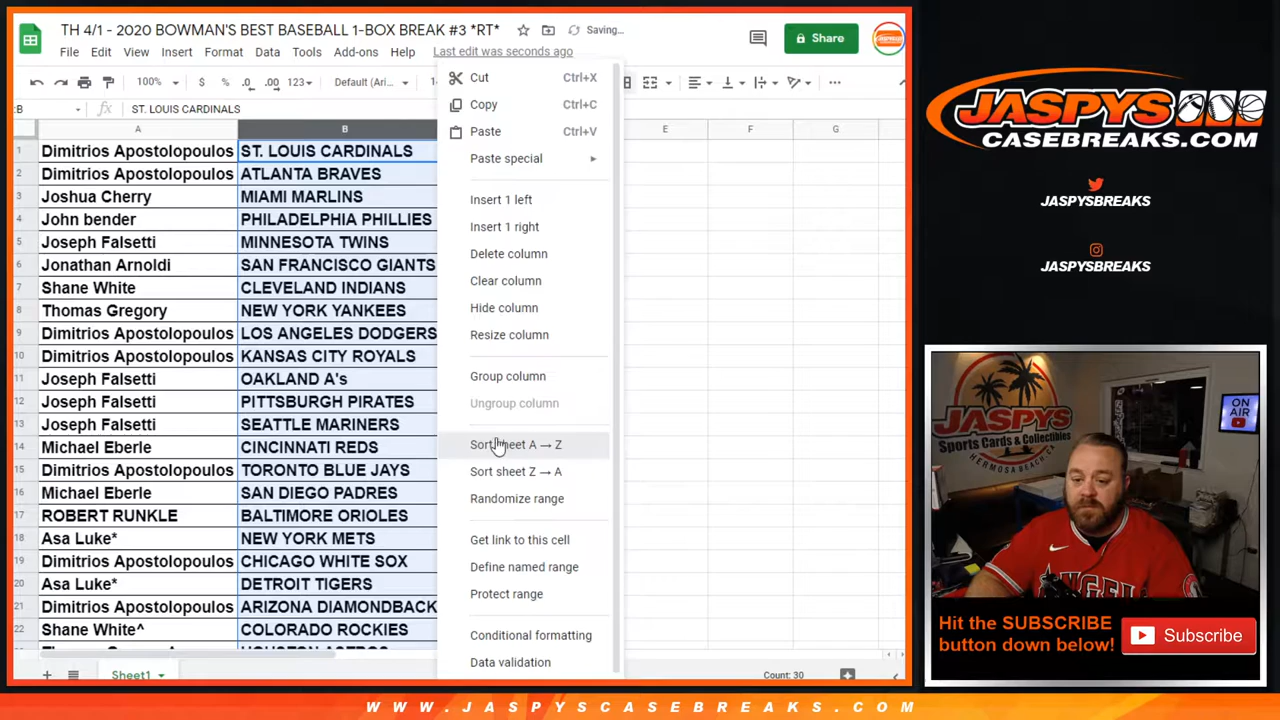 TH 4/1 - 2020 BOWMAN'S BEST BASEBALL 1-BOX BREAK #3 *RT*
Saving...
File Edit View Insert Format Data Tools Add-ons Help Last edit was seconds ago
Share
100% $ % .0 .00 123 Default (Ari...
ST. LOUIS CARDINALS
A B E F G
1 Dimitrios Apostolopoulos ST. LOUIS CARDINALS
2 Dimitrios Apostolopoulos ATLANTA BRAVES
3 Joshua Cherry MIAMI MARLINS
4 John bender PHILADELPHIA PHILLIES
5 Joseph Falsetti MINNESOTA TWINS
6 Jonathan Arnoldi SAN FRANCISCO GIANTS
7 Shane White CLEVELAND INDIANS
8 Thomas Gregory NEW YORK YANKEES
9 Dimitrios Apostolopoulos LOS ANGELES DODGERS
10 Dimitrios Apostolopoulos KANSAS CITY ROYALS
11 Joseph Falsetti OAKLAND A's
12 Joseph Falsetti PITTSBURGH PIRATES
13 Joseph Falsetti SEATTLE MARINERS
14 Michael Eberle CINCINNATI REDS
15 Dimitrios Apostolopoulos TORONTO BLUE JAYS
16 Michael Eberle SAN DIEGO PADRES
17 ROBERT RUNKLE BALTIMORE ORIOLES
18 Asa Luke* NEW YORK METS
19 Dimitrios Apostolopoulos CHICAGO WHITE SOX
20 Asa Luke* DETROIT TIGERS
21 Dimitrios Apostolopoulos ARIZONA DIAMONDBACK
22 Shane White^ COLORADO ROCKIES
Cut Ctrl+X
Copy Ctrl+C
Paste Ctrl+V
Paste special
Insert 1 left
Insert 1 right
Delete column
Clear column
Hide column
Resize column
Group column
Ungroup column
Sort sheet A → Z
Sort sheet Z → A
Randomize range
Get link to this cell
Define named range
Protect range
Conditional formatting
Data validation
Sheet1
Count: 30
JASPYS
CASEBREAKS.COM
JASPYSBREAKS
JASPYSBREAKS
JASPYS
Sports Cards & Collectibles
HERMOSA BEACH, CA
ON AIR
ANGELS
Hit the SUBSCRIBE
button down below!
Subscribe
WWW.JASPYSCASEBREAKS.COM